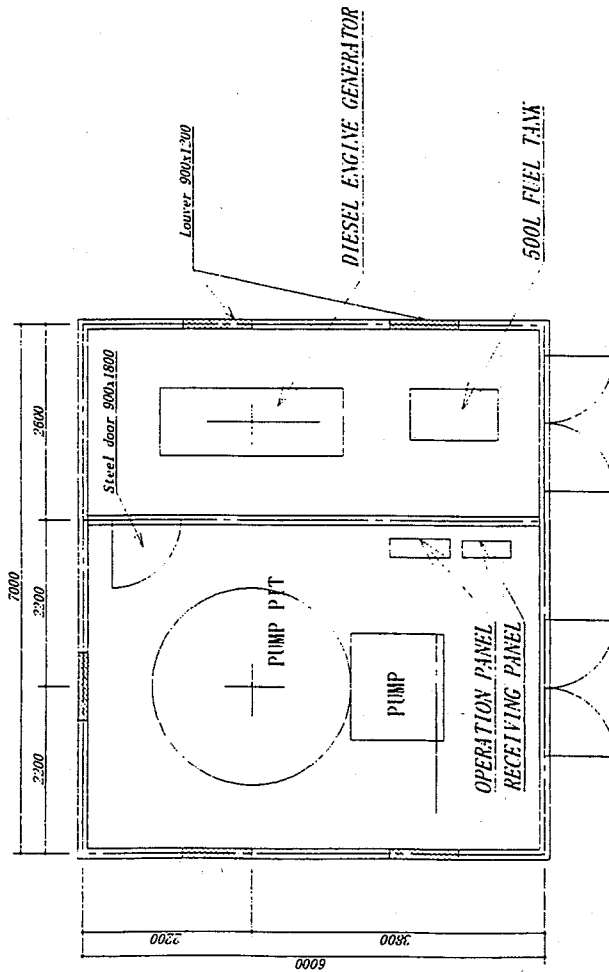 7000
2200
2200
2600
2200
3800
6000
Steel door 900x1800
Louver 900x1200
PUMP PIT
PUMP
DIESEL ENGINE GENERATOR
500L FUEL TANK
OPERATION PANEL
RECEIVING PANEL